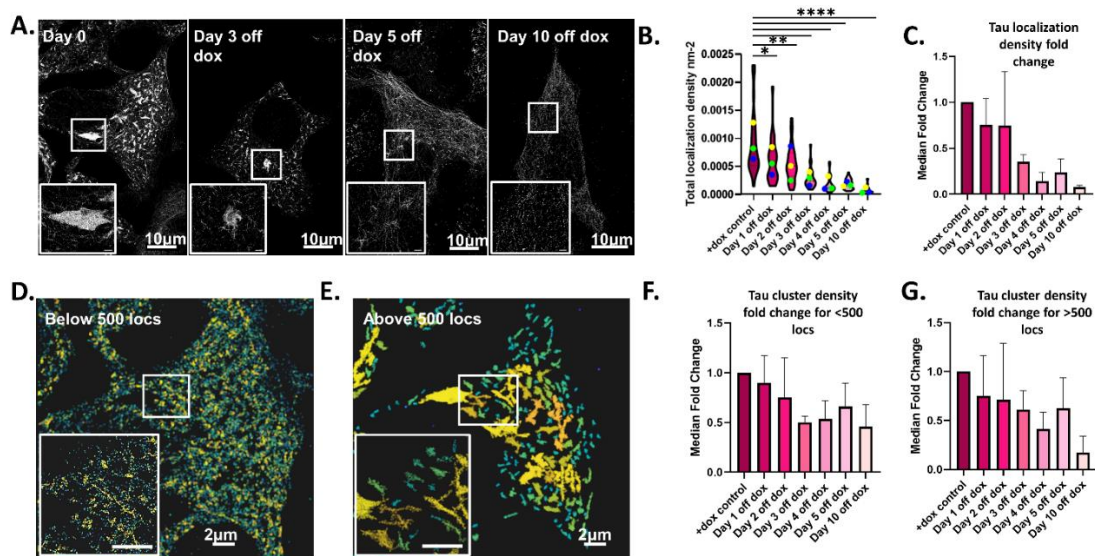 A.
Day 0
Day 3 off
dox
Day 5 off
dox
Day 10 off dox
10µm
10µm
10µm
10µm
B.
****
**
*
Total localization density nm-2
0.0025
0.0020
0.0015
0.0010
0.0005
0.0000
+dox control
Day 1 off dox
Day 2 off dox
Day 3 off dox
Day 4 off dox
Day 5 off dox
Day 10 off dox
C.
Tau localization
density fold
change
Median Fold Change
1.5
1.0
0.5
0.0
+dox control
Day 1 off dox
Day 2 off dox
Day 3 off dox
Day 4 off dox
Day 5 off dox
Day 10 off dox
D.
Below 500 locs
2µm
E.
Above 500 locs
2µm
F.
Tau cluster density
fold change for <500
locs
Median Fold Change
1.5
1.0
0.5
0.0
+dox control
Day 1 off dox
Day 2 off dox
Day 3 off dox
Day 4 off dox
Day 5 off dox
Day 10 off dox
G.
Tau cluster density
fold change for >500
locs
Median Fold Change
1.5
1.0
0.5
0.0
+dox control
Day 1 off dox
Day 2 off dox
Day 3 off dox
Day 4 off dox
Day 5 off dox
Day 10 off dox